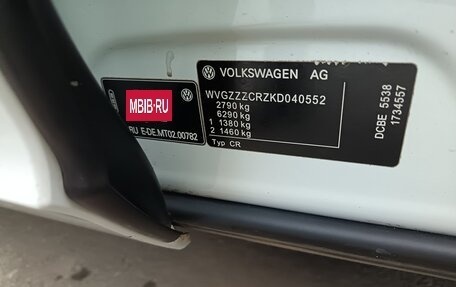 VOLKSWAGEN AG
WVGZZZCRZKD040552
2790 kg
6290 kg
1 1380 kg
2 1460 kg
Typ CR
DCBE 5538
1734557
MBIB·RU
RU E-DE.MT02.00782